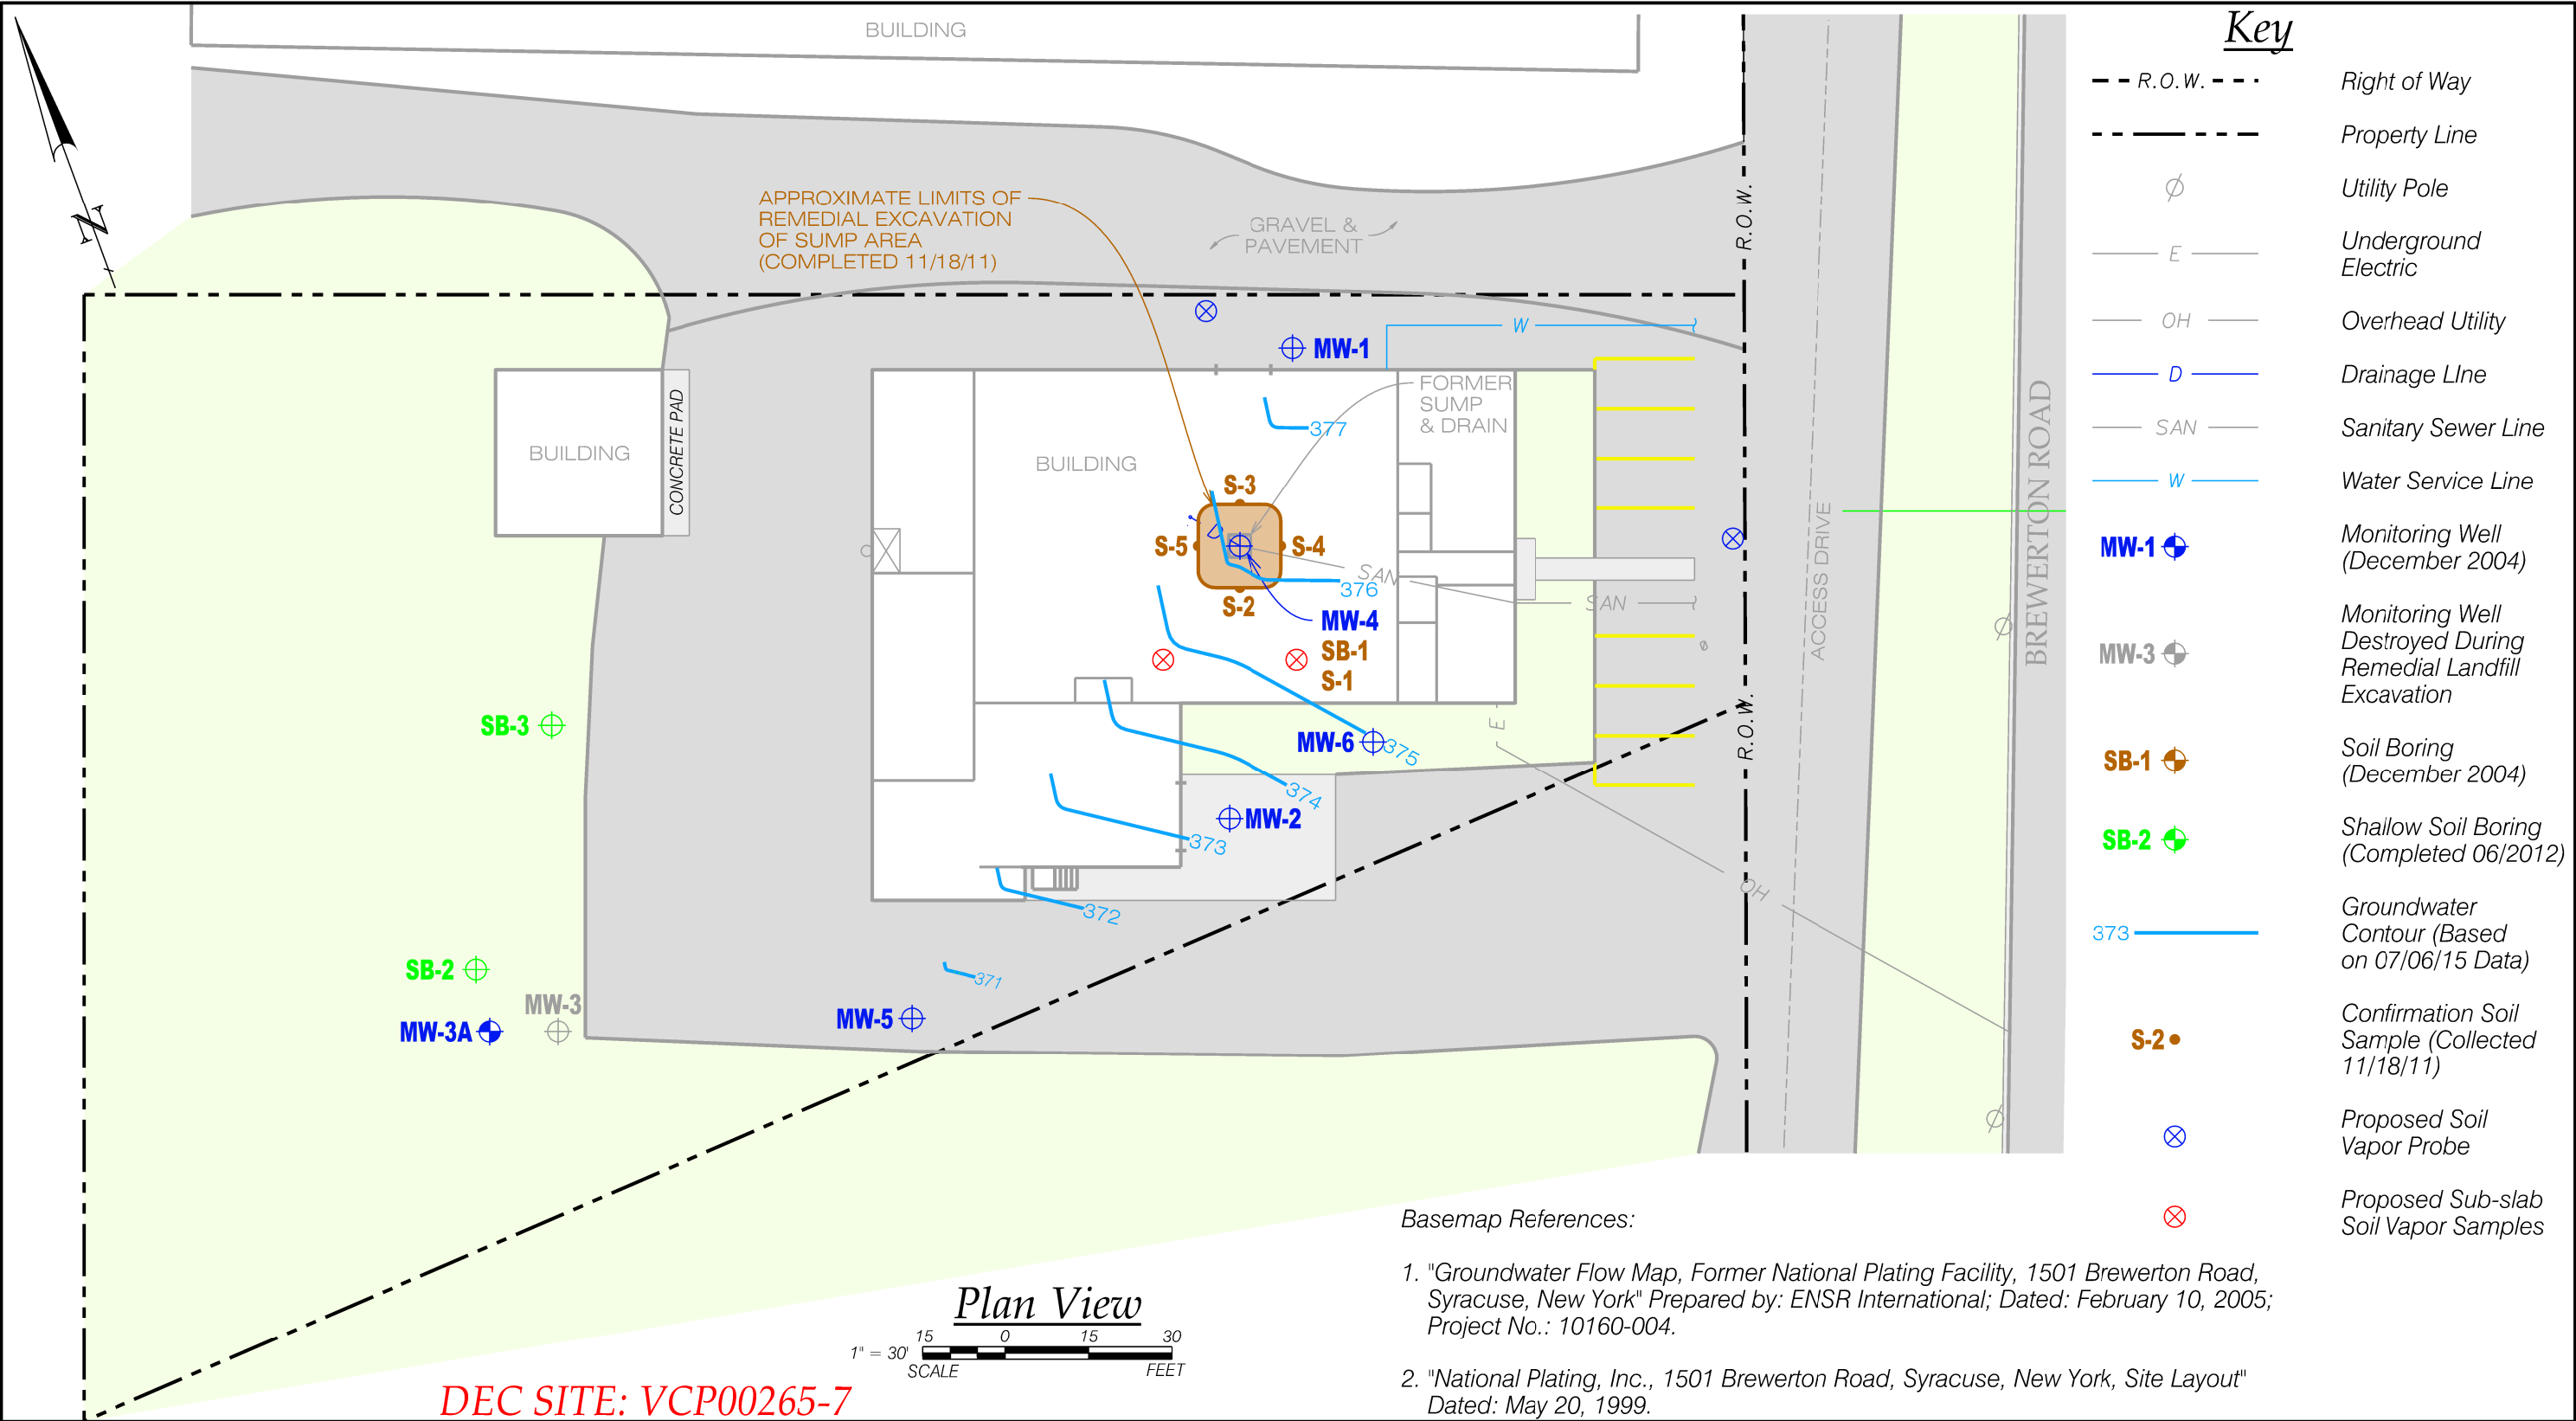 BUILDING
N
APPROXIMATE LIMITS OF
REMEDIAL EXCAVATION
OF SUMP AREA
(COMPLETED 11/18/11)
GRAVEL &
PAVEMENT
R.O.W.
W
MW-1
FORMER
SUMP
& DRAIN
377
BUILDING
CONCRETE PAD
BUILDING
S-3
D
S-5
S-4
SAN
376
S-2
SAN
MW-4
SB-1
S-1
ACCESS DRIVE
BREWERTON ROAD
SB-3
E
R.O.W.
MW-6
375
374
MW-2
373
OH
372
SB-2
371
MW-3
MW-3A
MW-5
Key
R.O.W.
Right of Way
Property Line
Utility Pole
E
Underground
Electric
OH
Overhead Utility
D
Drainage LIne
SAN
Sanitary Sewer Line
W
Water Service Line
MW-1
Monitoring Well
(December 2004)
MW-3
Monitoring Well
Destroyed During
Remedial Landfill
Excavation
SB-1
Soil Boring
(December 2004)
SB-2
Shallow Soil Boring
(Completed 06/2012)
373
Groundwater
Contour (Based
on 07/06/15 Data)
S-2
Confirmation Soil
Sample (Collected
11/18/11)
Proposed Soil
Vapor Probe
Proposed Sub-slab
Soil Vapor Samples
Basemap References:
1. "Groundwater Flow Map, Former National Plating Facility, 1501 Brewerton Road,
Syracuse, New York" Prepared by: ENSR International; Dated: February 10, 2005;
Project No.: 10160-004.
2. "National Plating, Inc., 1501 Brewerton Road, Syracuse, New York, Site Layout"
Dated: May 20, 1999.
Plan View
15 0 15 30
1" = 30'
SCALE FEET
DEC SITE: VCP00265-7